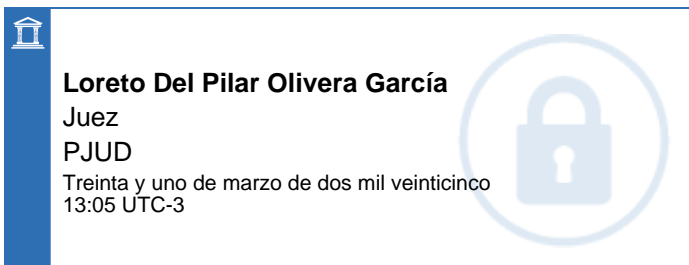 Loreto Del Pilar Olivera García
Juez
PJUD
Treinta y uno de marzo de dos mil veinticinco
13:05 UTC-3